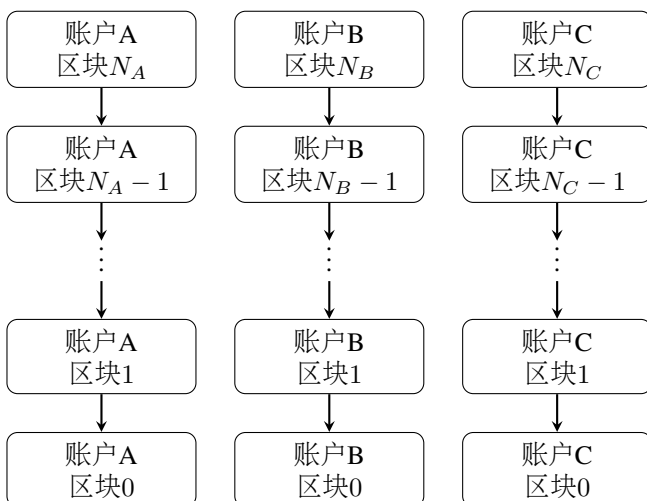 账户A
区块N_A
账户B
区块N_B
账户C
区块N_C
账户A
区块N_A − 1
账户B
区块N_B − 1
账户C
区块N_C − 1
⋮
⋮
⋮
账户A
区块1
账户B
区块1
账户C
区块1
账户A
区块0
账户B
区块0
账户C
区块0